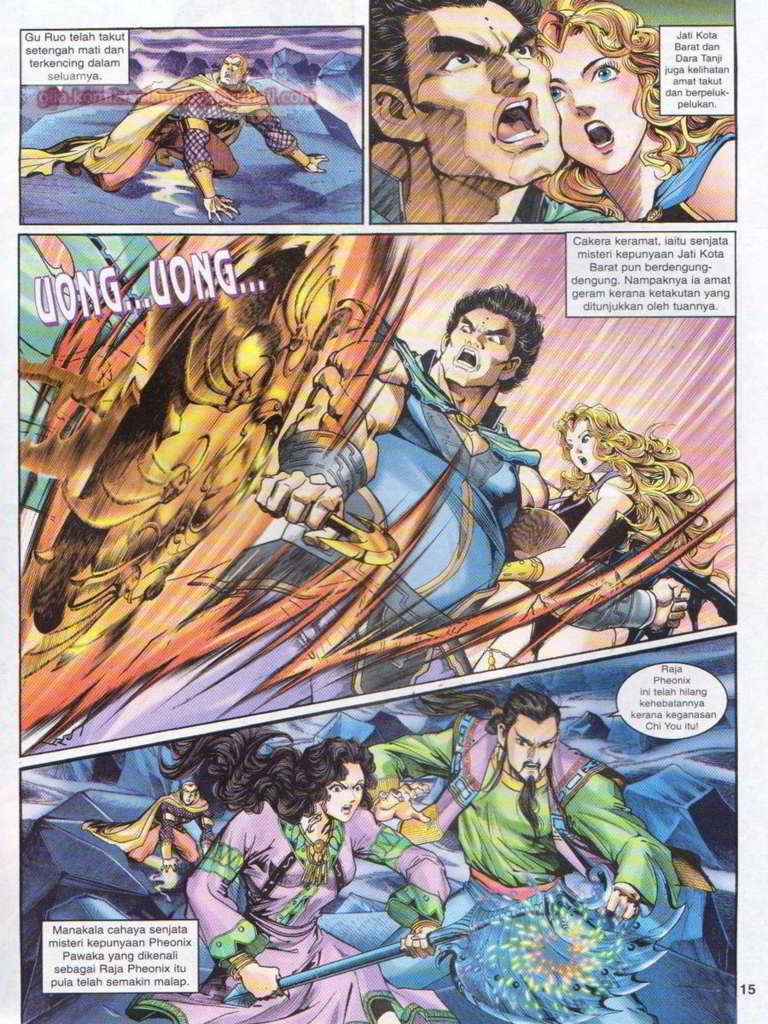 Gu Ruo telah takut
setengah mati dan
terkencing dalam
seluarnya.
Jati Kota
Barat dan
Dara Tanji
juga kelihatan
amat takut
dan berpeluk-
pelukan.
UONG...UONG...
Cakera keramat, iaitu senjata
misteri kepunyaan Jati Kota
Barat pun berdengung-
dengung. Nampaknya ia amat
geram kerana ketakutan yang
ditunjukkan oleh tuannya.
Raja
Pheonix
ini telah hilang
kehebatannya
kerana keganasan
Chi You itu!
Manakala cahaya senjata
misteri kepunyaan Pheonix
Pawaka yang dikenali
sebagai Raja Pheonix itu
pula telah semakin malap.
15